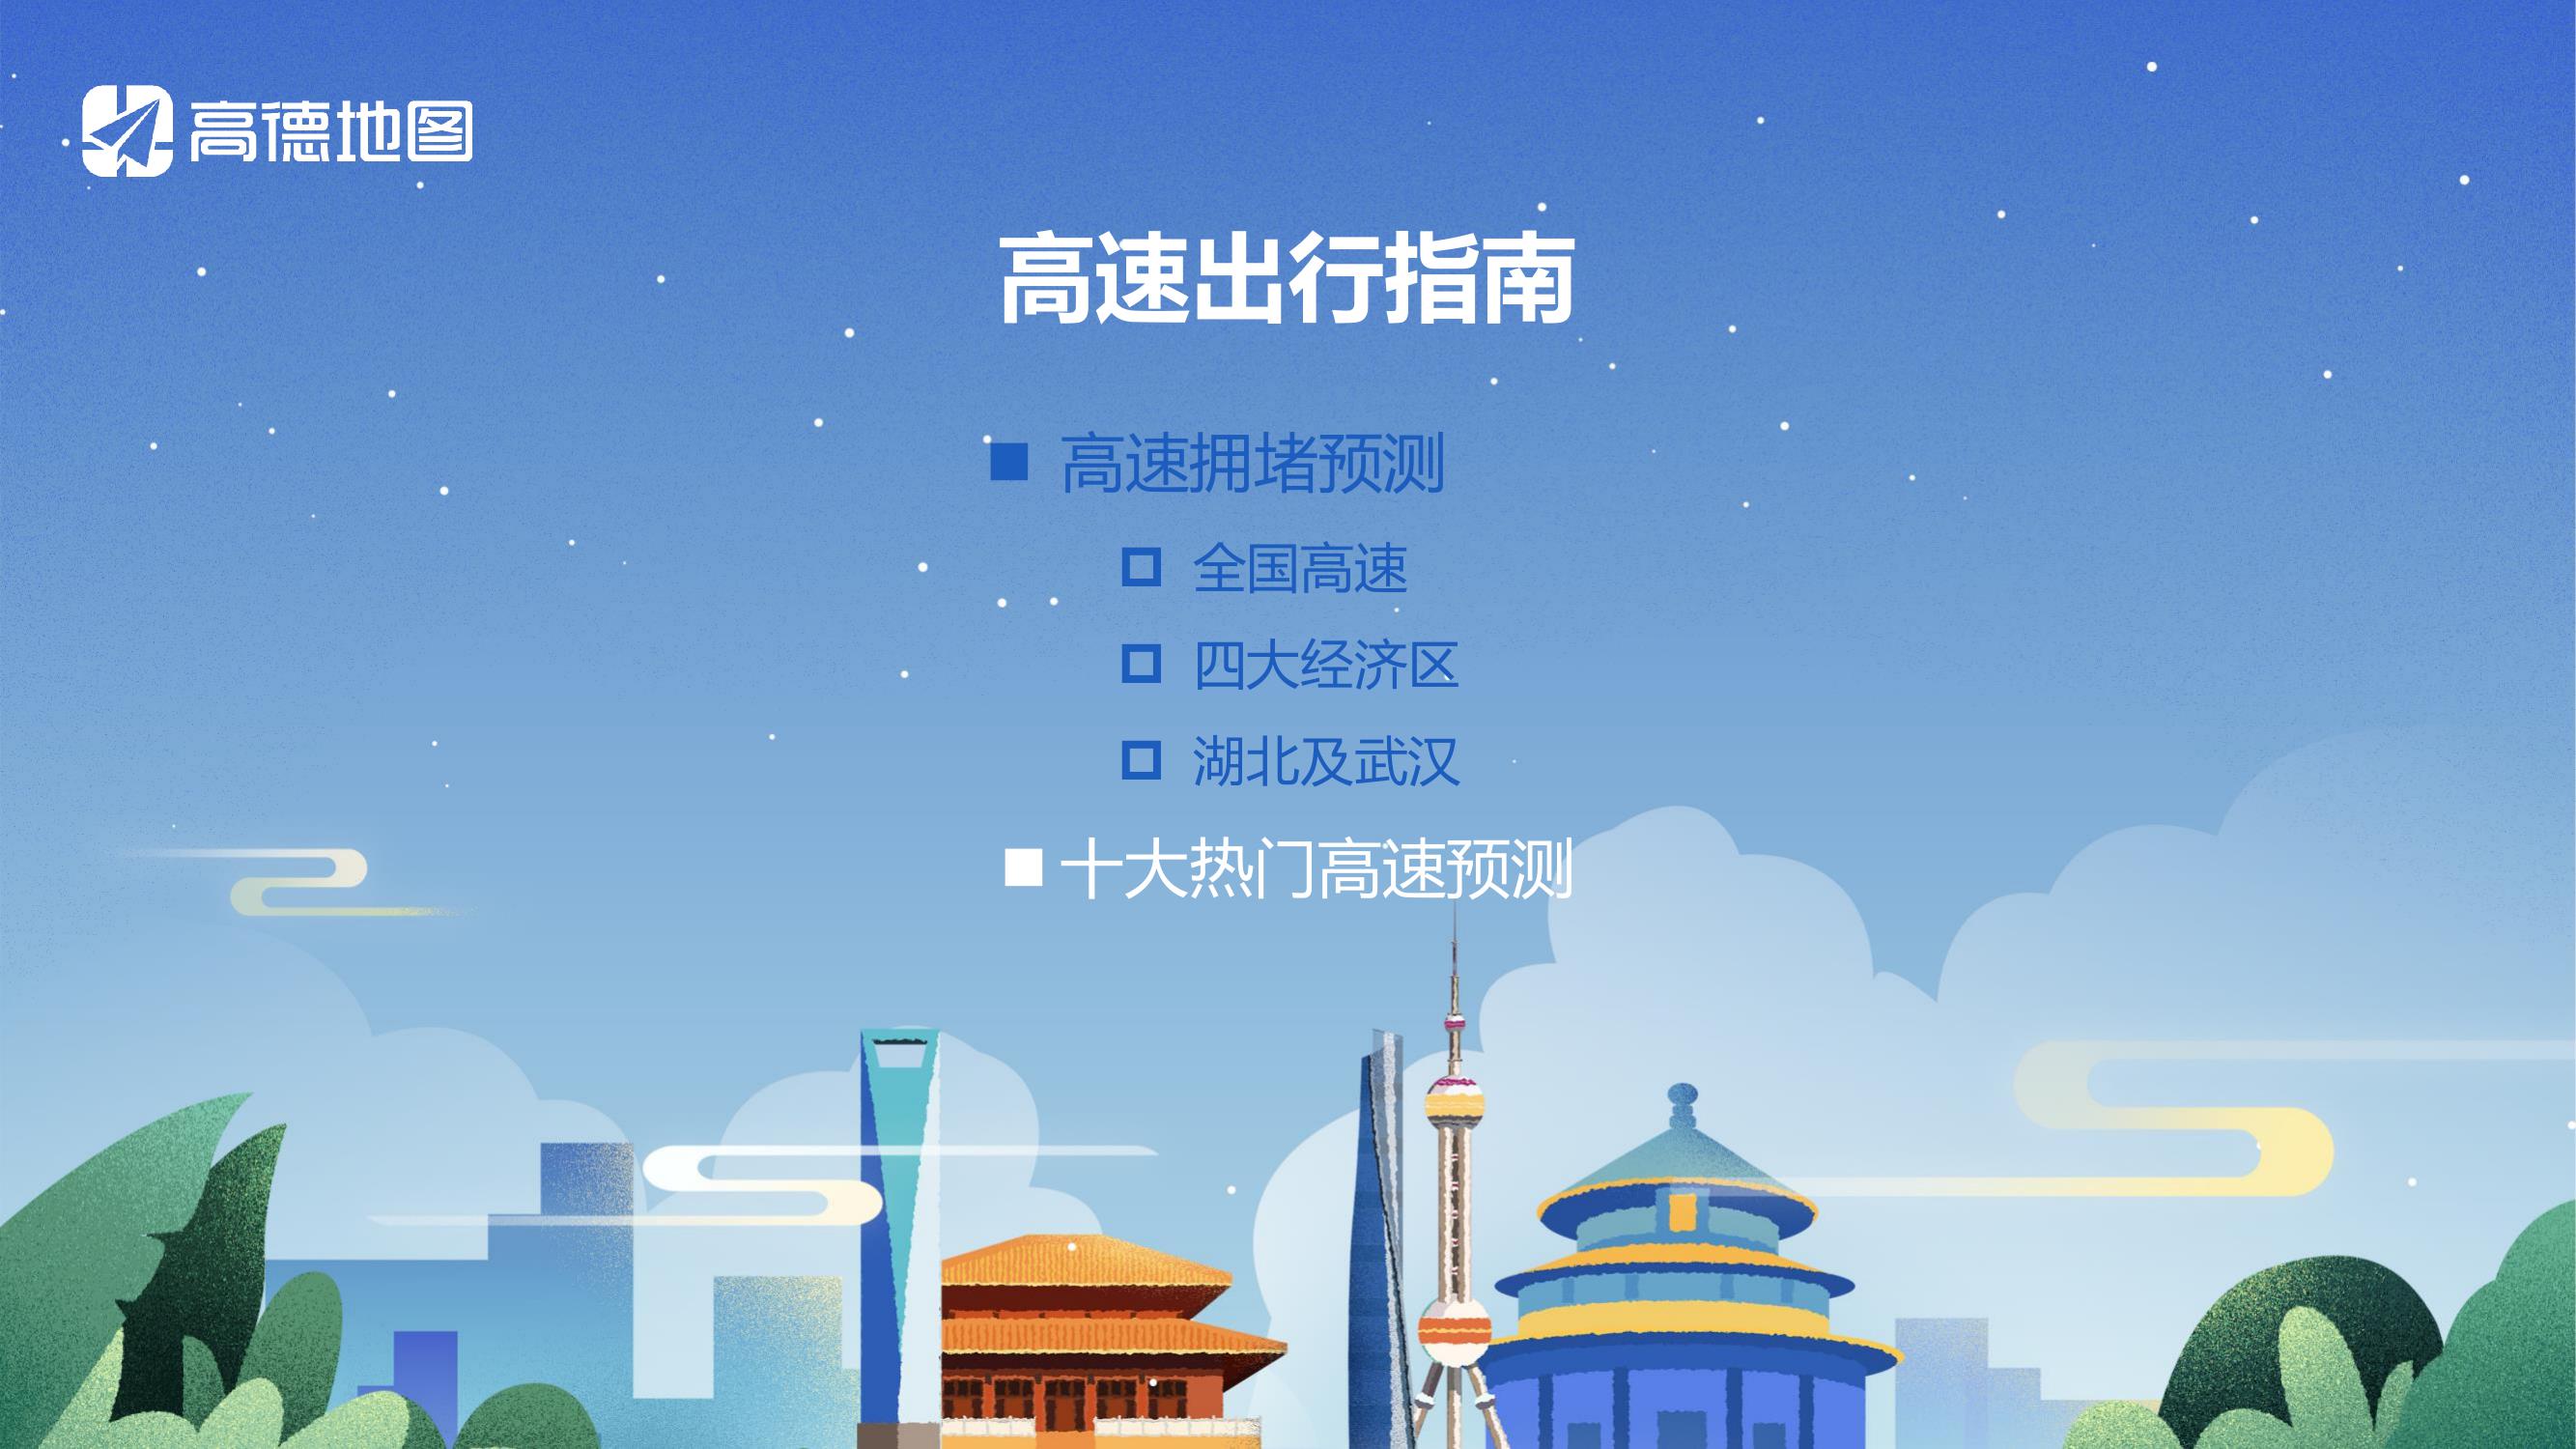 高德地图
高速出行指南
高速拥堵预测
全国高速
四大经济区
湖北及武汉
十大热门高速预测